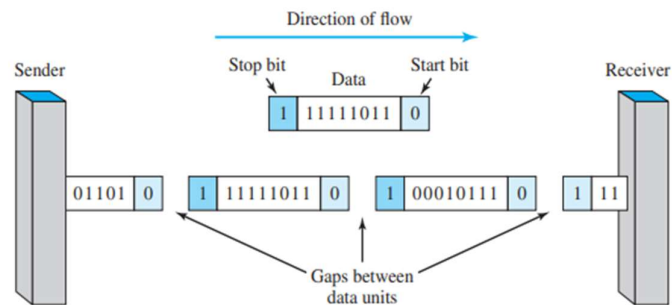 Direction of flow
Sender
Stop bit
Data
Start bit
Receiver
1 11111011 0
01101 0
1 11111011 0
1 00010111 0
1 11
Gaps between
data units